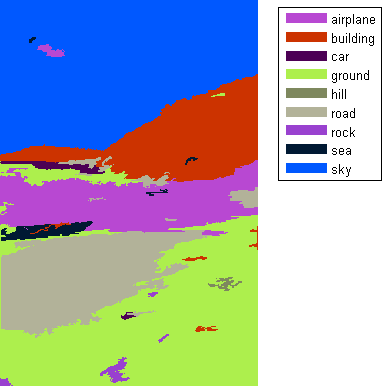 airplane
building
car
ground
hill
road
rock
sea
sky